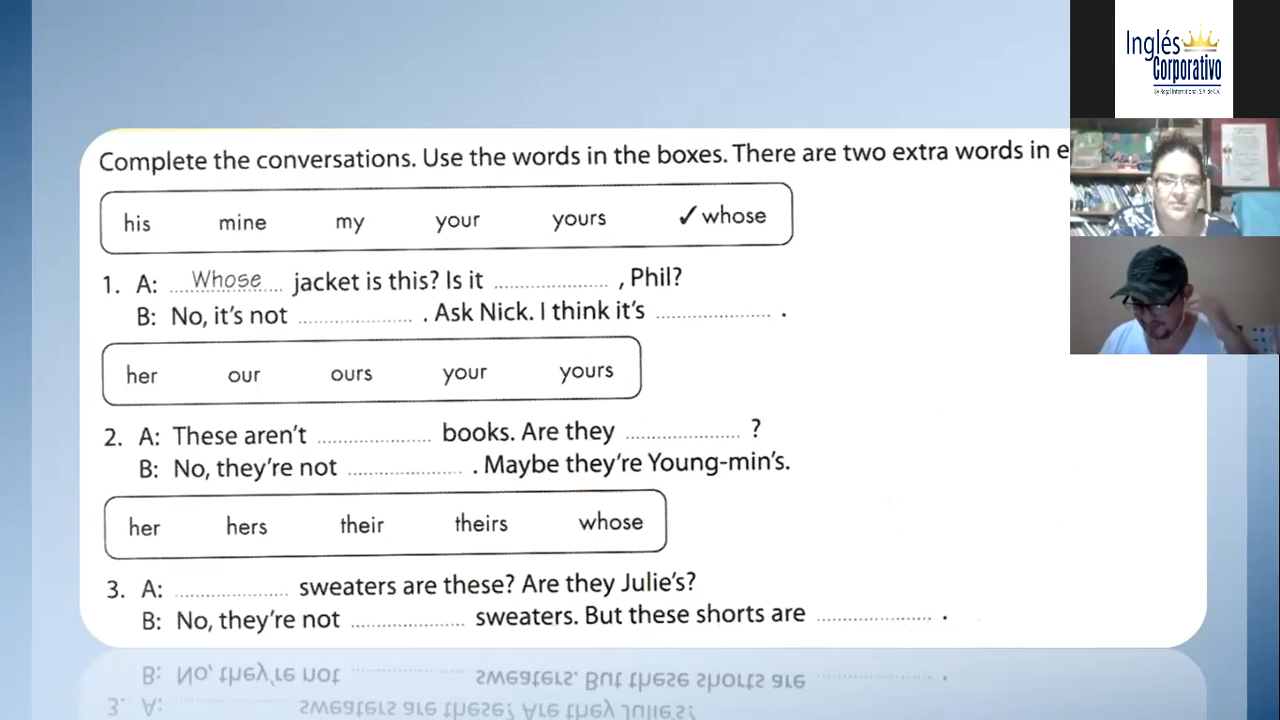 Inglés
Corporativo
By Regal International S.A. de C.V.
Complete the conversations. Use the words in the boxes. There are two extra words in e
his mine my your yours ✓ whose
1. A: Whose jacket is this? Is it .................... , Phil?
B: No, it's not .................... . Ask Nick. I think it's .................... .
her our ours your yours
2. A: These aren't .................... books. Are they .................... ?
B: No, they're not .................... . Maybe they're Young-min's.
her hers their theirs whose
3. A: .................... sweaters are these? Are they Julie's?
B: No, they're not .................... sweaters. But these shorts are .................... .